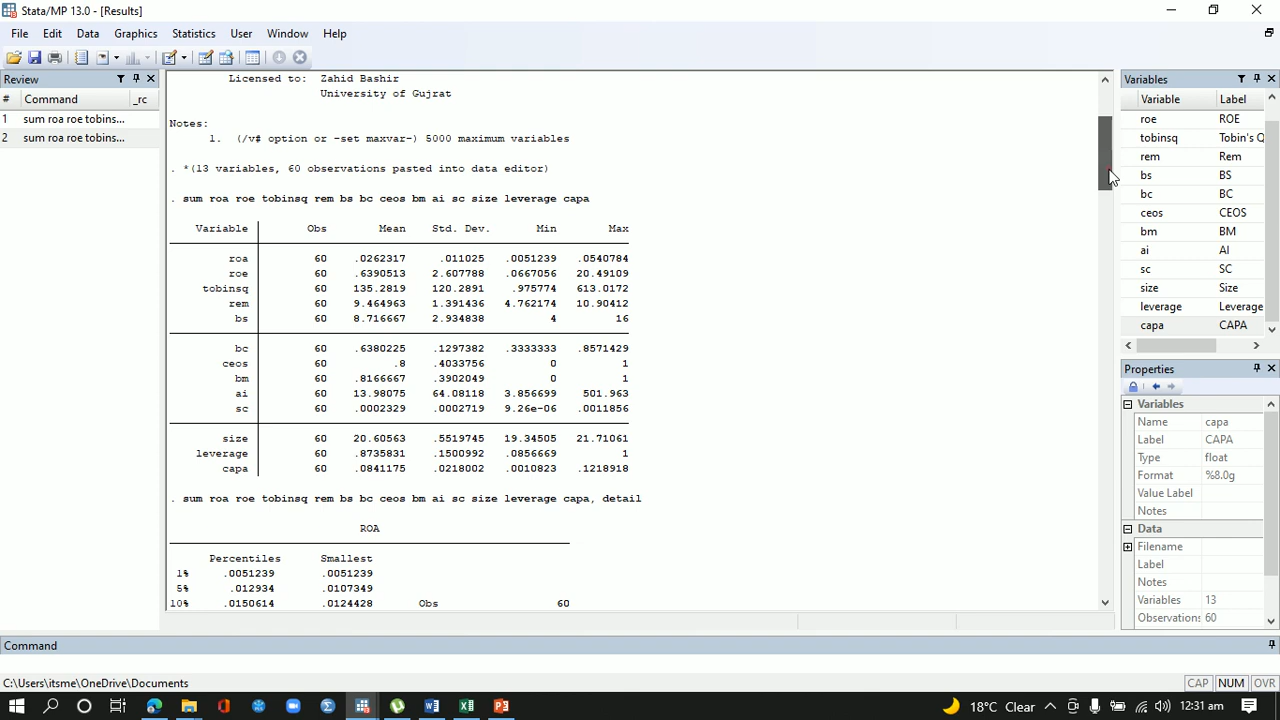 Stata/MP 13.0 - [Results]
File Edit Data Graphics Statistics User Window Help
Review
# Command _rc
1 sum roa roe tobins...
2 sum roa roe tobins...
Licensed to: Zahid Bashir
University of Gujrat
Notes:
1. (/v# option or -set maxvar-) 5000 maximum variables
. *(13 variables, 60 observations pasted into data editor)
. sum roa roe tobinsq rem bs bc ceos bm ai sc size leverage capa
Variable Obs Mean Std. Dev. Min Max
roa 60 .0262317 .011025 .0051239 .0540784
roe 60 .6390513 2.607788 .0667056 20.49109
tobinsq 60 135.2819 120.2891 .975774 613.0172
rem 60 9.464963 1.391436 4.762174 10.90412
bs 60 8.716667 2.934838 4 16
bc 60 .6380225 .1297382 .3333333 .8571429
ceos 60 .8 .4033756 0 1
bm 60 .8166667 .3902049 0 1
ai 60 13.98075 64.08118 3.856699 501.963
sc 60 .0002329 .0002719 9.26e-06 .0011856
size 60 20.60563 .5519745 19.34505 21.71061
leverage 60 .8735831 .1500992 .0856669 1
capa 60 .0841175 .0218002 .0010823 .1218918
. sum roa roe tobinsq rem bs bc ceos bm ai sc size leverage capa, detail
ROA
Percentiles Smallest
1% .0051239 .0051239
5% .012934 .0107349
10% .0150614 .0124428 Obs 60
Variables
Variable Label
roe ROE
tobinsq Tobin's Q
rem Rem
bs BS
bc BC
ceos CEOS
bm BM
ai AI
sc SC
size Size
leverage Leverage
capa CAPA
Properties
Variables
Name capa
Label CAPA
Type float
Format %8.0g
Value Label
Notes
Data
Filename
Label
Notes
Variables 13
Observations 60
Command
C:\Users\itsme\OneDrive\Documents
CAP NUM OVR
18°C Clear 12:31 am